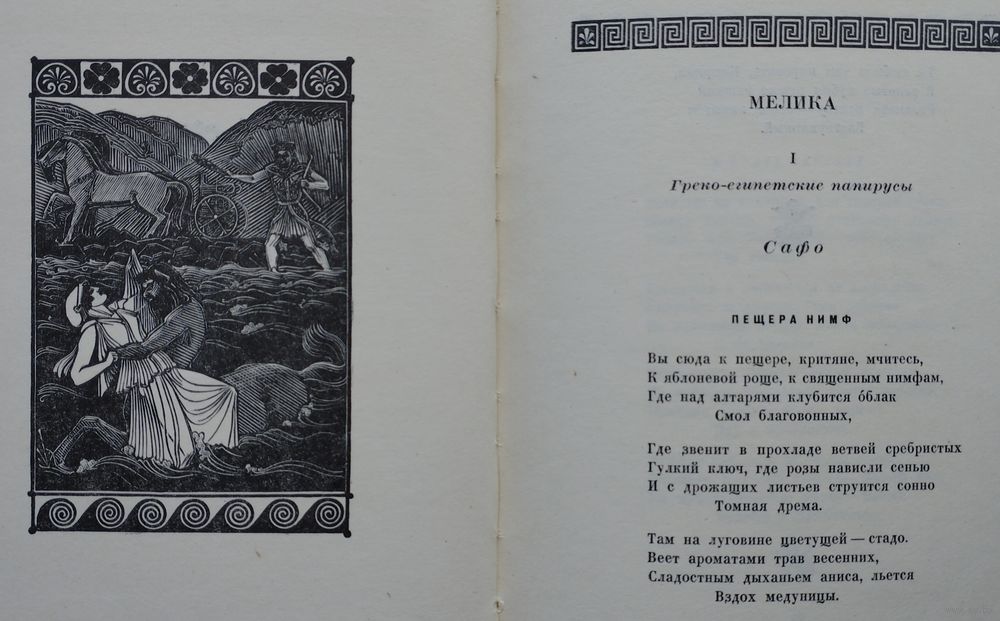 МЕЛИКА
I
Греко-египетские папирусы
Сафо
ПЕЩЕРА НИМФ
Вы сюда к пещере, критяне, мчитесь,
К яблоневой роще, к священным нимфам,
Где над алтарями клубится о́блак
Смол благовонных,
Где звенит в прохладе ветвей сребристых
Гулкий ключ, где розы нависли сенью
И с дрожащих листьев струится сонно
Томная дрема.
Там на луговине цветущей — стадо.
Веет ароматами трав весенних,
Сладостным дыханьем аниса, льется
Вздох медуницы.